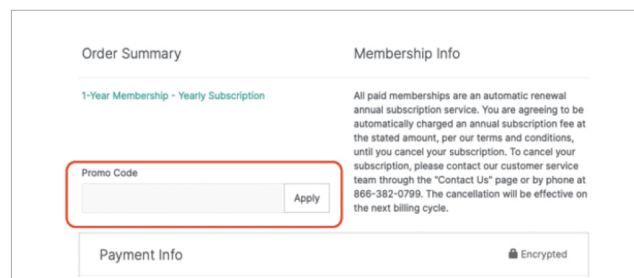 Order Summary
1-Year Membership - Yearly Subscription
Promo Code
Apply
Membership Info
All paid memberships are an automatic renewal
annual subscription service. You are agreeing to be
automatically charged an annual subscription fee at
the stated amount, per our terms and conditions,
until you cancel your subscription. To cancel your
subscription, please contact our customer service
team through the "Contact Us" page or by phone at
866-382-0799. The cancellation will be effective on
the next billing cycle.
Payment Info
Encrypted